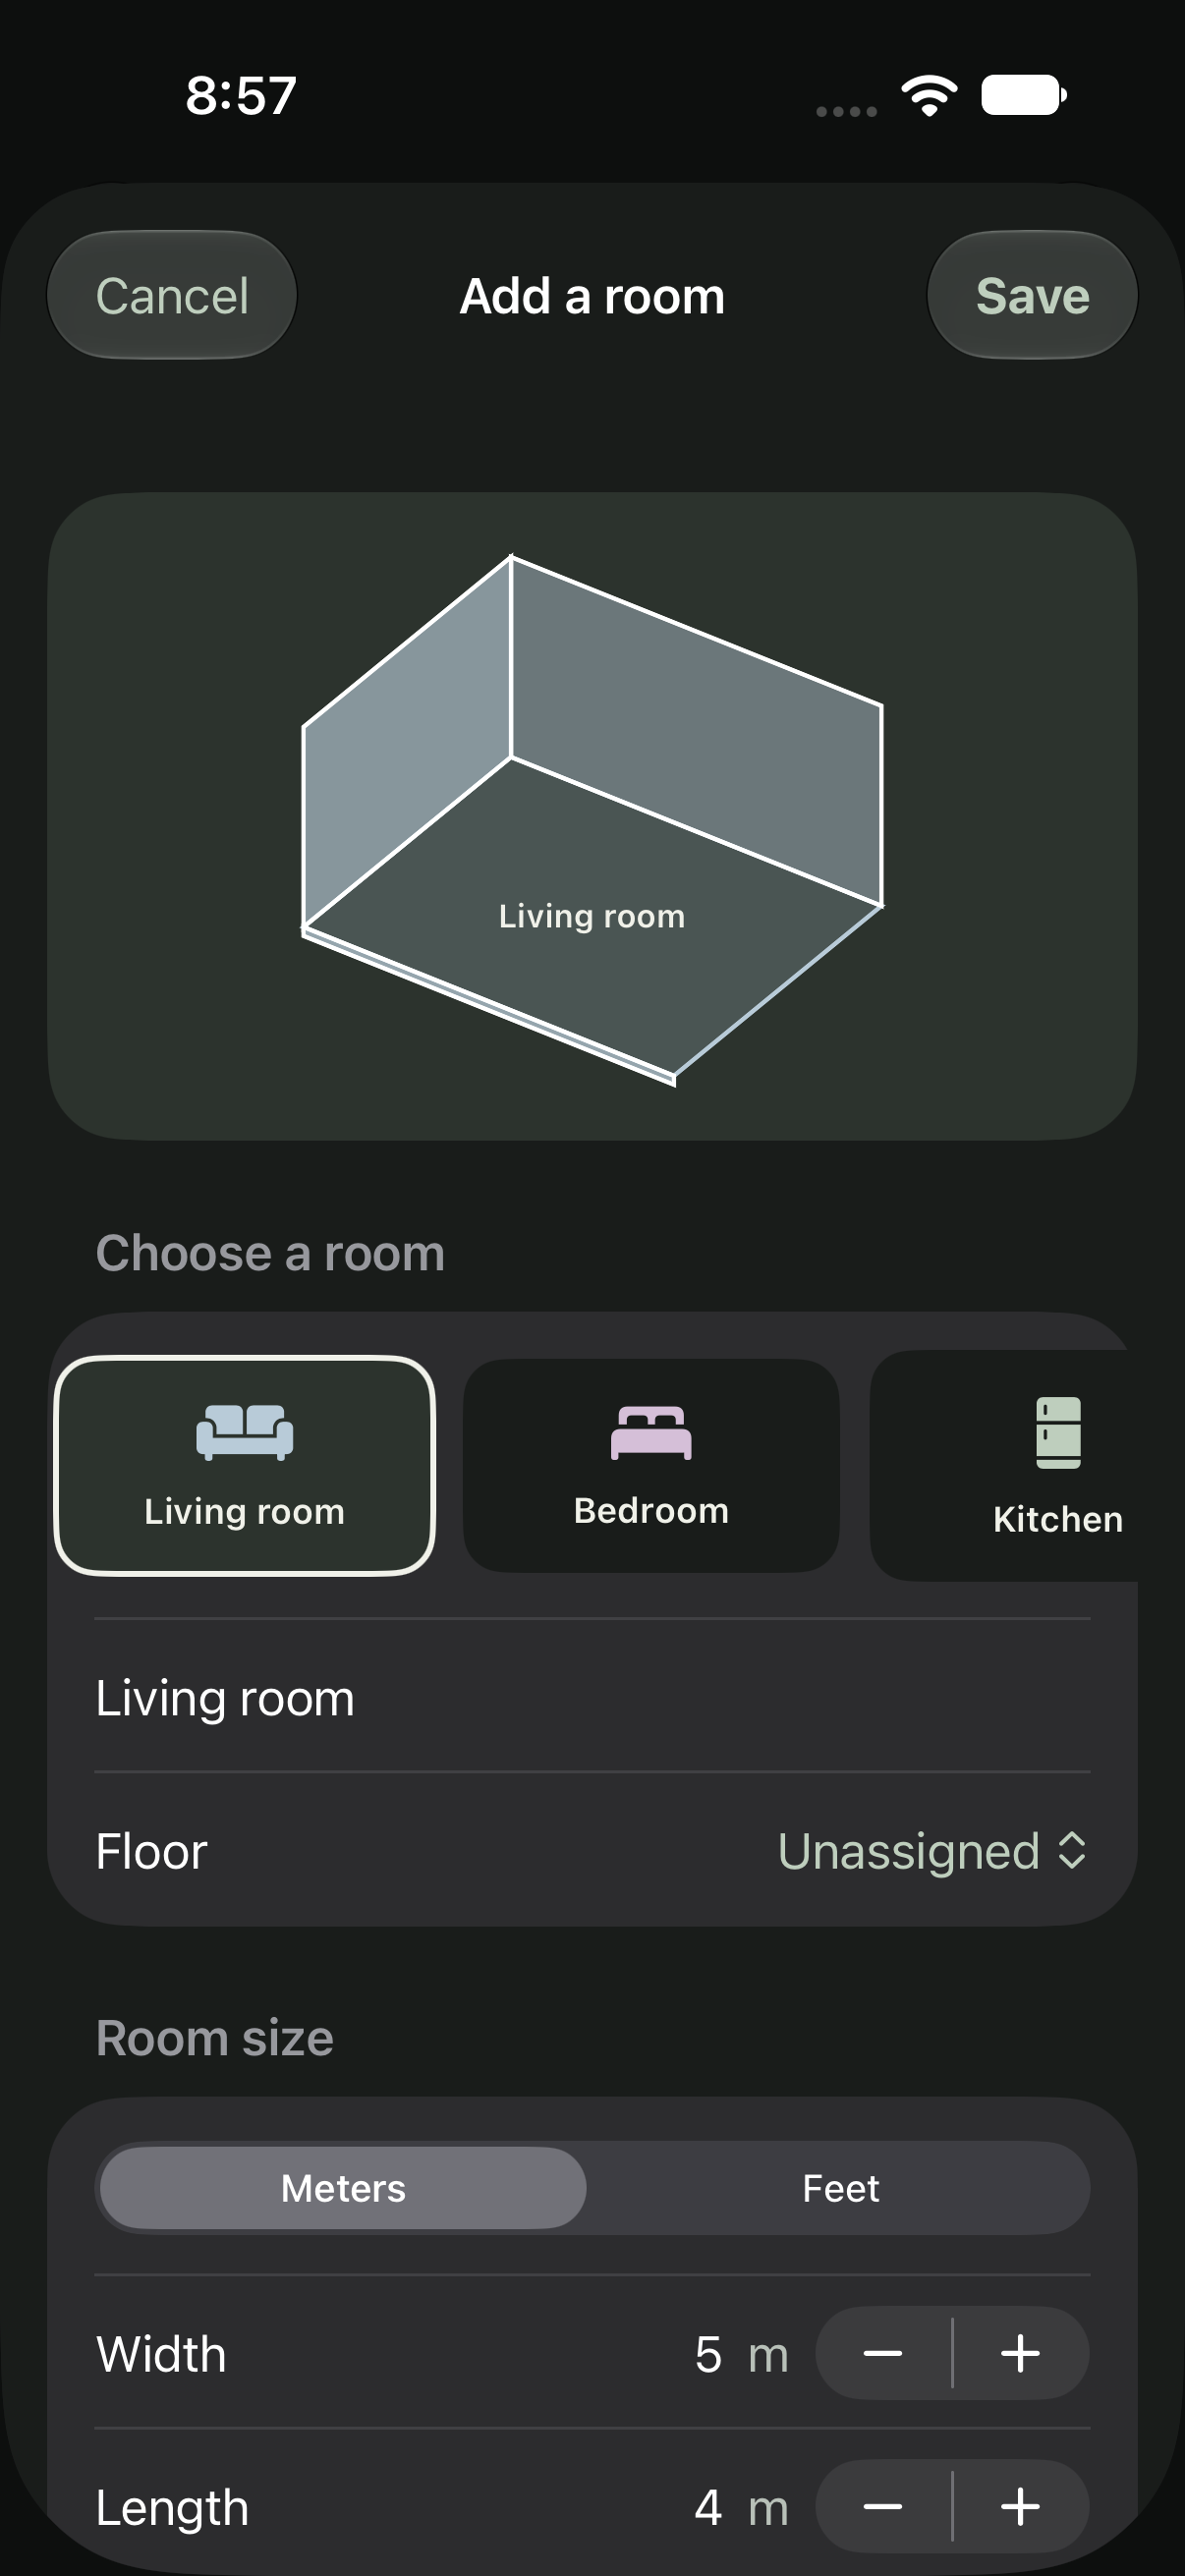 8:57
Cancel
Add a room
Save
Living room
Choose a room
Living room
Bedroom
Kitchen
Living room
Floor
Unassigned
Room size
Meters
Feet
Width
5 m
Length
4 m